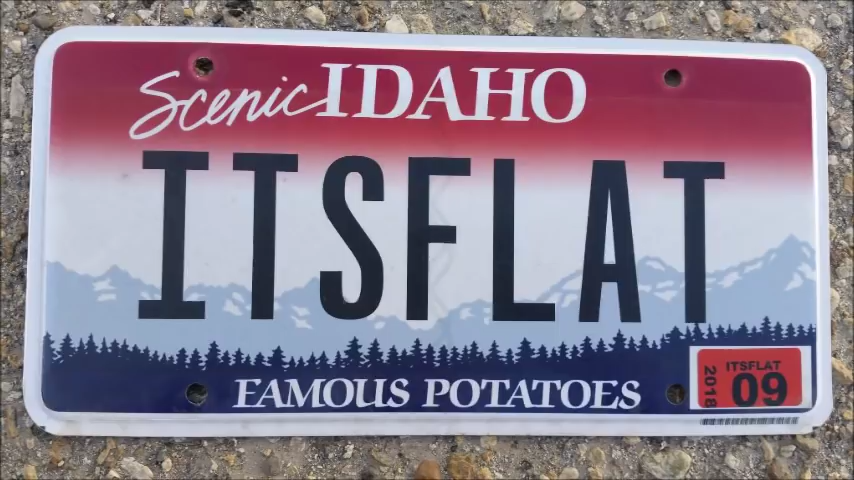 Scenic IDAHO
ITSFLAT
FAMOUS POTATOES
ITSFLAT
2018 09